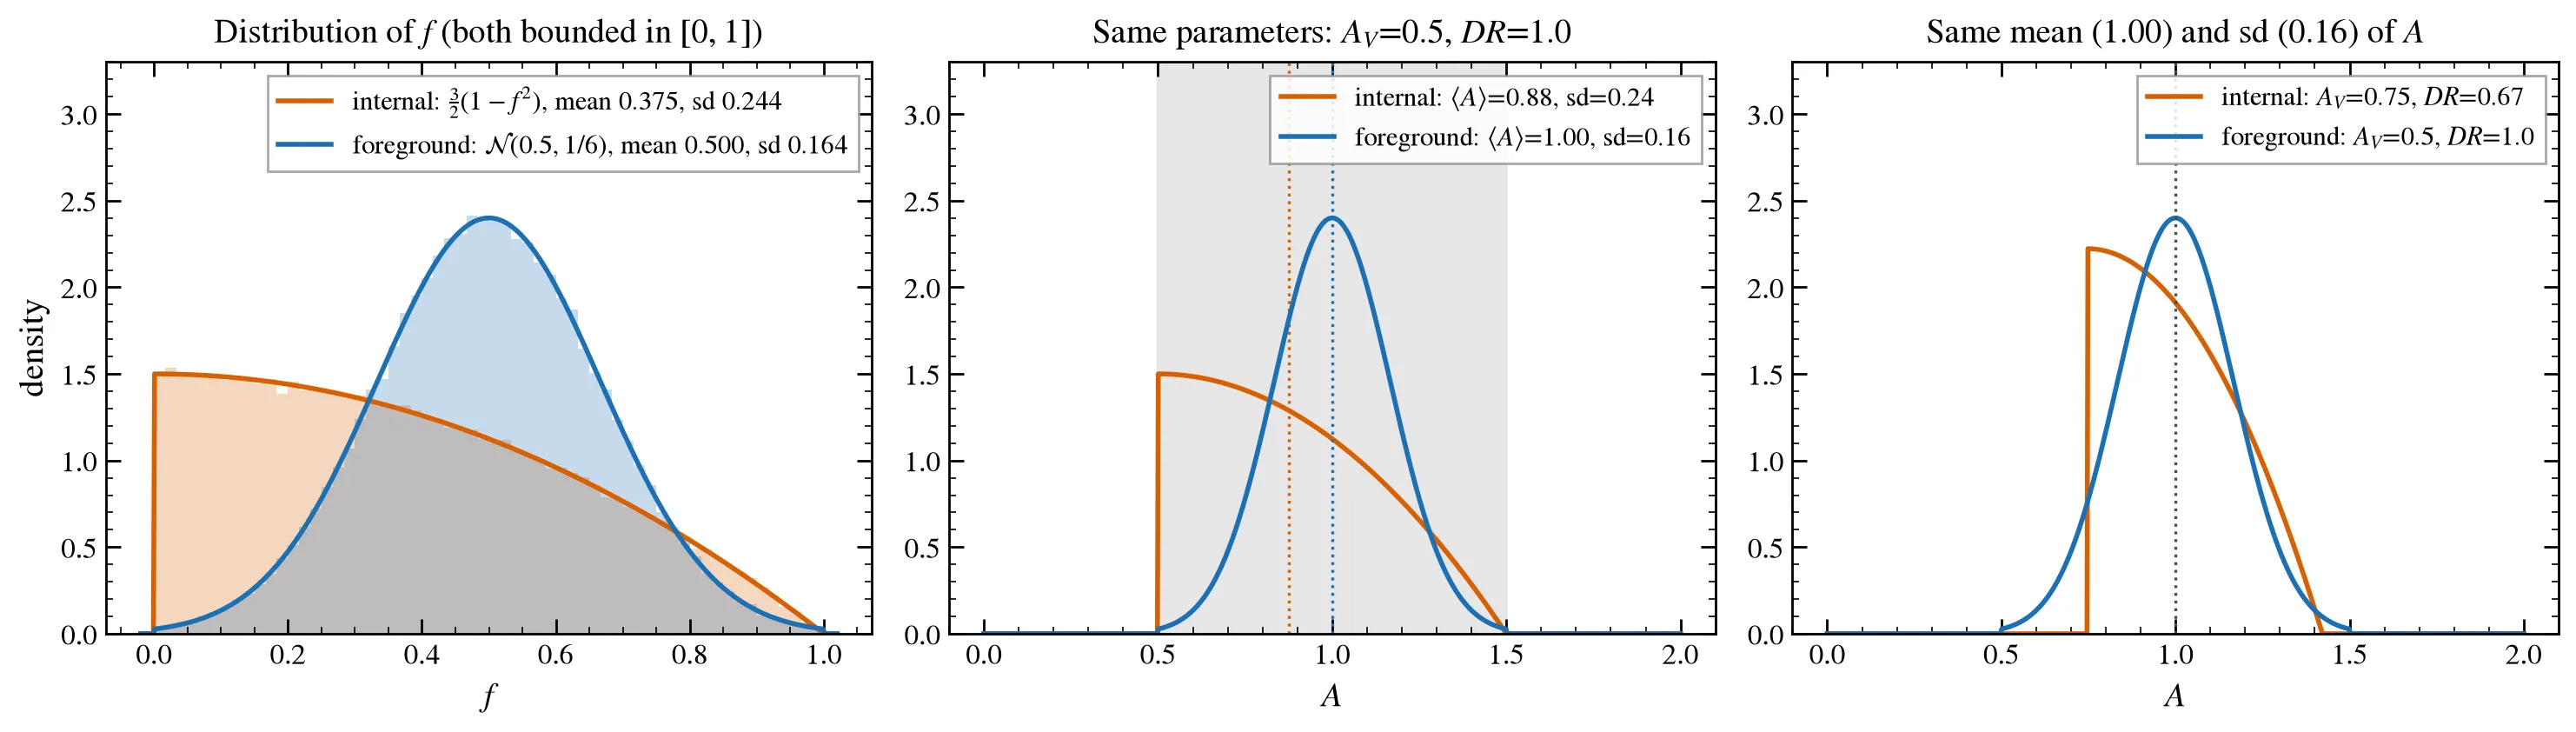 Distribution of f (both bounded in [0, 1])
internal: 3/2(1 − f²), mean 0.375, sd 0.244
foreground: 𝒩(0.5, 1/6), mean 0.500, sd 0.164
density
3.0
2.5
2.0
1.5
1.0
0.5
0.0
0.0 0.2 0.4 0.6 0.8 1.0
f
Same parameters: A_V=0.5, DR=1.0
internal: ⟨A⟩=0.88, sd=0.24
foreground: ⟨A⟩=1.00, sd=0.16
3.0
2.5
2.0
1.5
1.0
0.5
0.0
0.0 0.5 1.0 1.5 2.0
A
Same mean (1.00) and sd (0.16) of A
internal: A_V=0.75, DR=0.67
foreground: A_V=0.5, DR=1.0
3.0
2.5
2.0
1.5
1.0
0.5
0.0
0.0 0.5 1.0 1.5 2.0
A